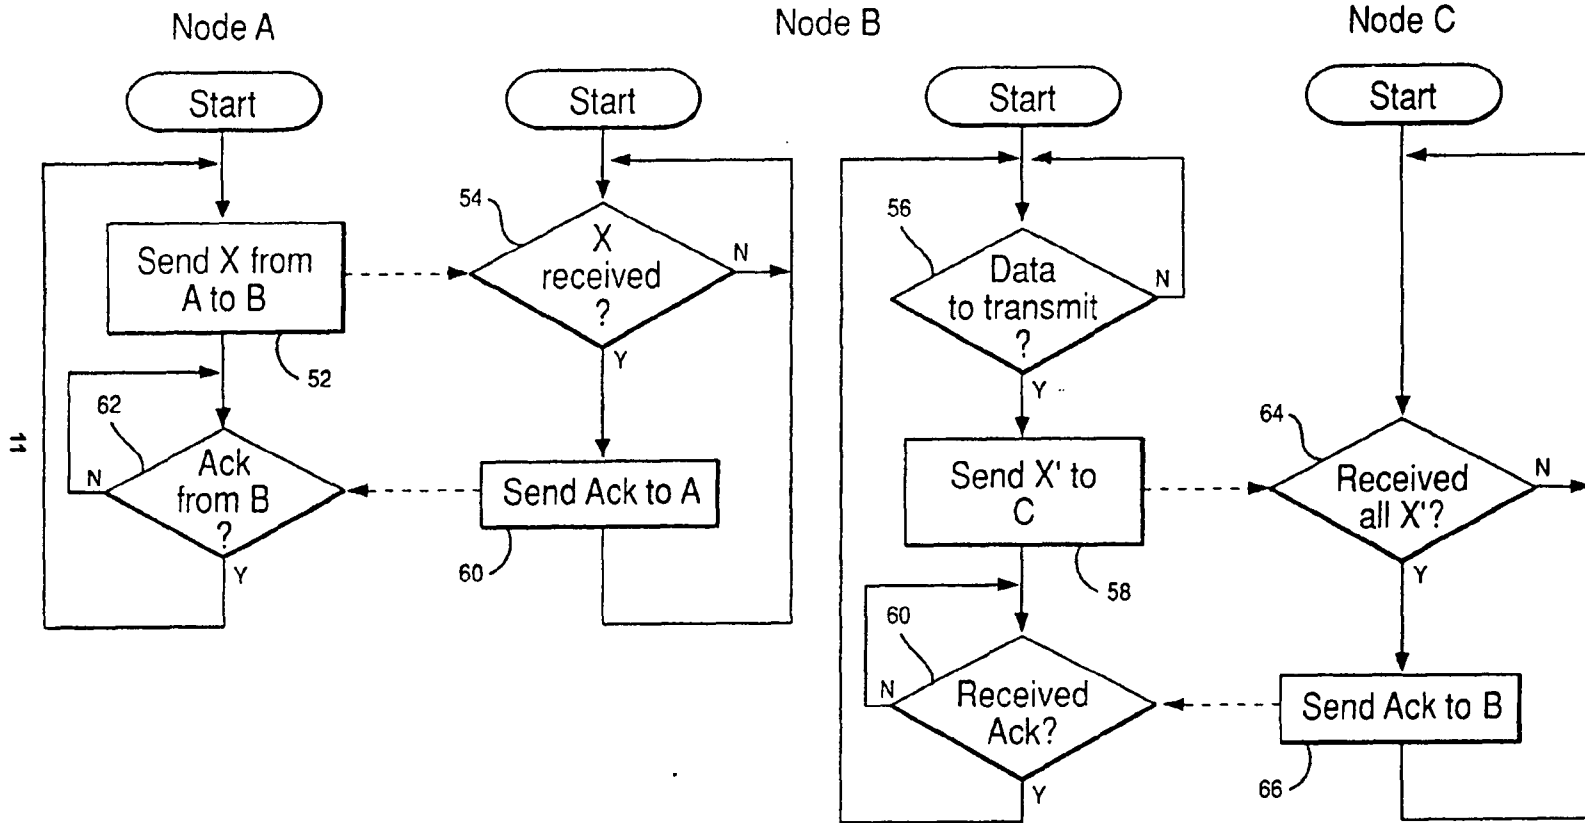 Node A
Node B
Node C
Start
Start
Start
Start
Send X from
A to B
52
54
X
received
?
N
Y
56
Data
to transmit
?
N
Y
62
Ack
from B
?
N
Y
Send Ack to A
60
Send X' to
C
58
64
Received
all X'?
N
Y
60
Received
Ack?
N
Y
Send Ack to B
66
11